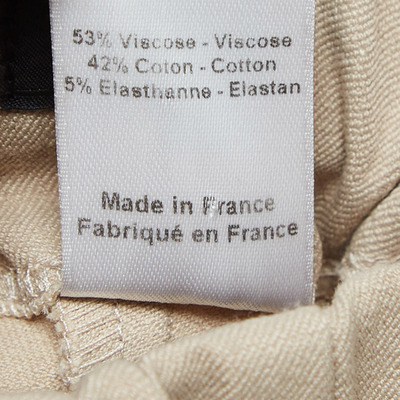 53% Viscose - Viscose
42% Coton - Cotton
5% Elasthanne - Elastan
Made in France
Fabriqué en France